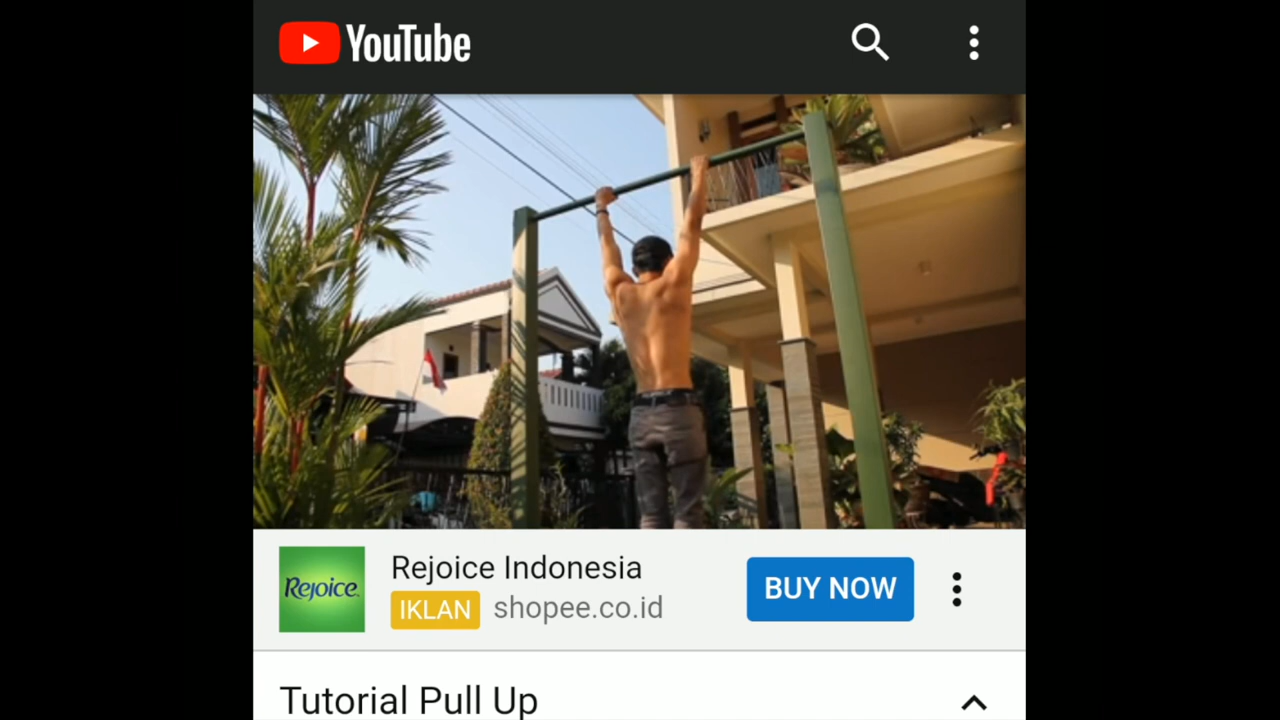 YouTube
Rejoice Indonesia
Rejoice.
IKLAN shopee.co.id
BUY NOW
Tutorial Pull Up